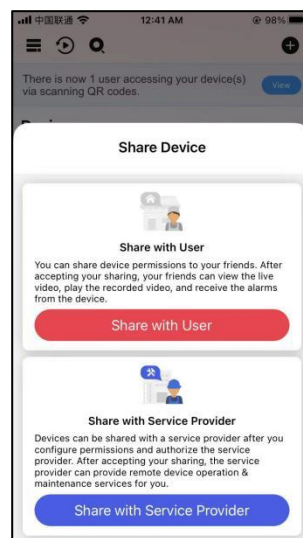 中国联通 12:41 AM 98%
There is now 1 user accessing your device(s)
via scanning QR codes.
View
Share Device
Share with User
You can share device permissions to your friends. After
accepting your sharing, your friends can view the live
video, play the recorded video, and receive the alarms
from the device.
Share with User
Share with Service Provider
Devices can be shared with a service provider after you
configure permissions and authorize the service
provider. After accepting your sharing, the service
provider can provide remote device operation &
maintenance services for you.
Share with Service Provider